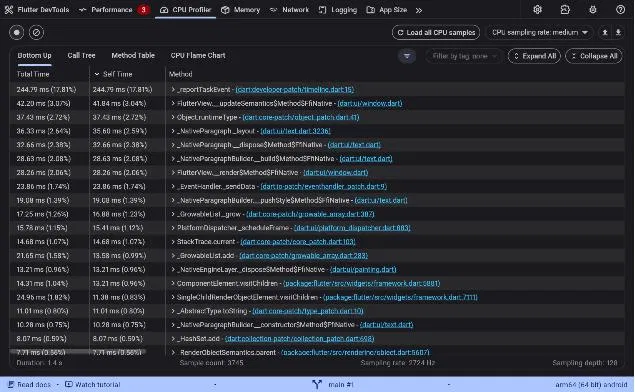 Flutter DevTools Performance 3 CPU Profiler Memory Network Logging App Size »
Load all CPU samples CPU sampling rate: medium
Bottom Up Call Tree Method Table CPU Flame Chart Filter by tag: none Expand All Collapse All
Total Time Self Time Method
244.79 ms (17.81%) 244.79 ms (17.81%) _reportTaskEvent - (dart:developer-patch/timeline.dart:15)
42.20 ms (3.07%) 41.84 ms (3.04%) FlutterView.__updateSemantics$Method$FfiNative - (dart:ui/window.dart)
37.43 ms (2.72%) 37.43 ms (2.72%) Object.runtimeType - (dart:core-patch/object_patch.dart:41)
36.33 ms (2.64%) 35.60 ms (2.59%) _NativeParagraph._layout - (dart:ui/text.dart:3236)
32.66 ms (2.38%) 32.66 ms (2.38%) _NativeParagraph.__dispose$Method$FfiNative - (dart:ui/text.dart)
28.63 ms (2.08%) 28.63 ms (2.08%) _NativeParagraphBuilder.__build$Method$FfiNative - (dart:ui/text.dart)
28.26 ms (2.06%) 28.26 ms (2.06%) FlutterView.__render$Method$FfiNative - (dart:ui/window.dart)
23.86 ms (1.74%) 23.86 ms (1.74%) _EventHandler._sendData - (dart:io-patch/eventhandler_patch.dart:9)
19.08 ms (1.39%) 19.08 ms (1.39%) _NativeParagraphBuilder.__pushStyle$Method$FfiNative - (dart:ui/text.dart)
17.25 ms (1.26%) 16.88 ms (1.23%) _GrowableList._grow - (dart:core-patch/growable_array.dart:387)
15.78 ms (1.15%) 15.41 ms (1.12%) PlatformDispatcher._scheduleFrame - (dart:ui/platform_dispatcher.dart:883)
14.68 ms (1.07%) 14.68 ms (1.07%) StackTrace.current - (dart:core-patch/core_patch.dart:103)
21.65 ms (1.58%) 13.58 ms (0.99%) _GrowableList.add - (dart:core-patch/growable_array.dart:283)
13.21 ms (0.96%) 13.21 ms (0.96%) _NativeEngineLayer._dispose$Method$FfiNative - (dart:ui/painting.dart)
14.31 ms (1.04%) 13.21 ms (0.96%) ComponentElement.visitChildren - (package:flutter/src/widgets/framework.dart:5881)
24.96 ms (1.82%) 11.38 ms (0.83%) SingleChildRenderObjectElement.visitChildren - (package:flutter/src/widgets/framework.dart:7111)
11.01 ms (0.80%) 11.01 ms (0.80%) _AbstractType.toString - (dart:core-patch/type_patch.dart:10)
10.28 ms (0.75%) 10.28 ms (0.75%) _NativeParagraphBuilder.__constructor$Method$FfiNative - (dart:ui/text.dart)
8.07 ms (0.59%) 8.07 ms (0.59%) _HashSet.add - (dart:collection-patch/collection_patch.dart:698)
7.71 ms (0.56%) 7.71 ms (0.56%) _RenderObjectSemantics.parent - (package:flutter/src/rendering/object.dart:5607)
Duration: 1.4 s Sample count: 3745 Sampling rate: 2724 Hz Sampling depth: 128
Read docs • Watch tutorial • main #1 • arm64 (64 bit) android